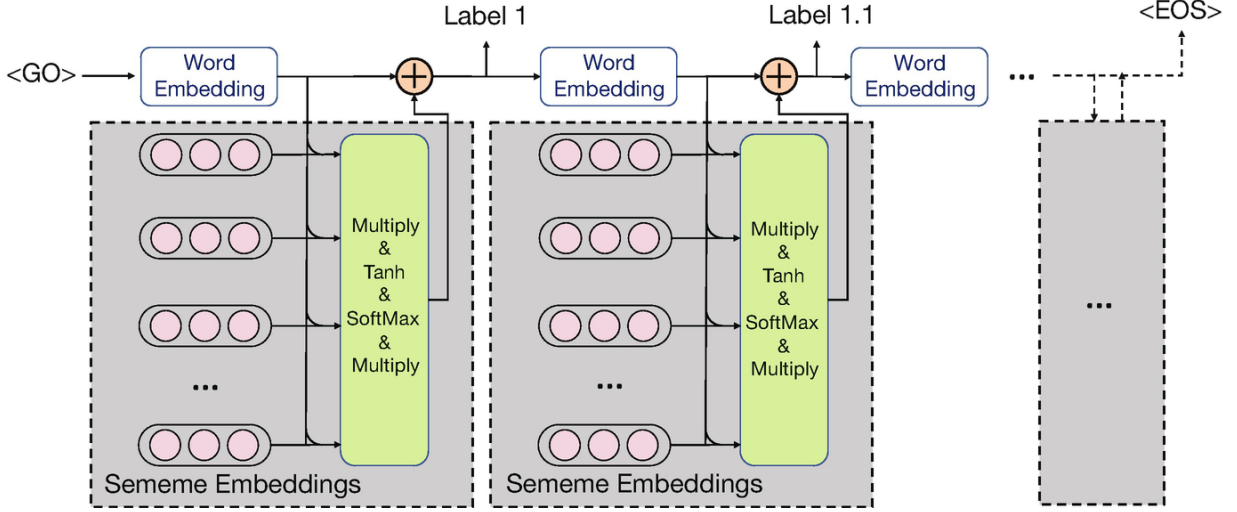 Label 1
Label 1.1
<EOS>
<GO>
Word
Embedding
Word
Embedding
Word
Embedding
...
Multiply
&
Tanh
&
SoftMax
&
Multiply
...
Sememe Embeddings
Multiply
&
Tanh
&
SoftMax
&
Multiply
...
Sememe Embeddings
...